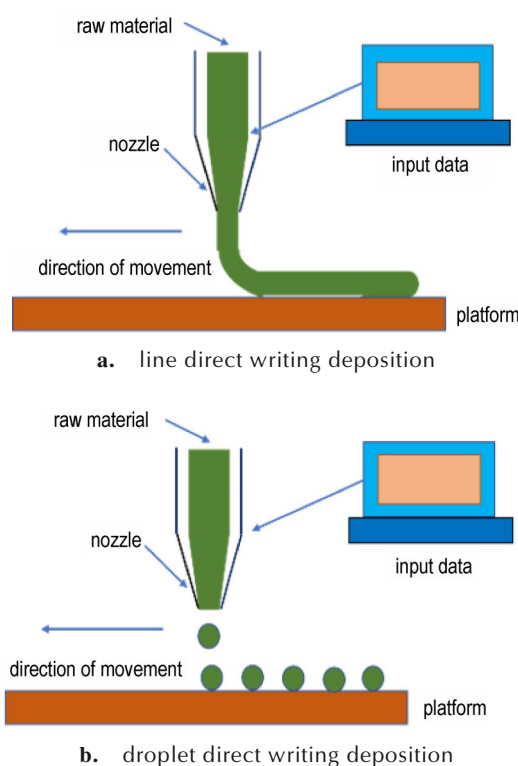 raw material
nozzle
input data
direction of movement
platform
a. line direct writing deposition
raw material
nozzle
input data
direction of movement
platform
b. droplet direct writing deposition